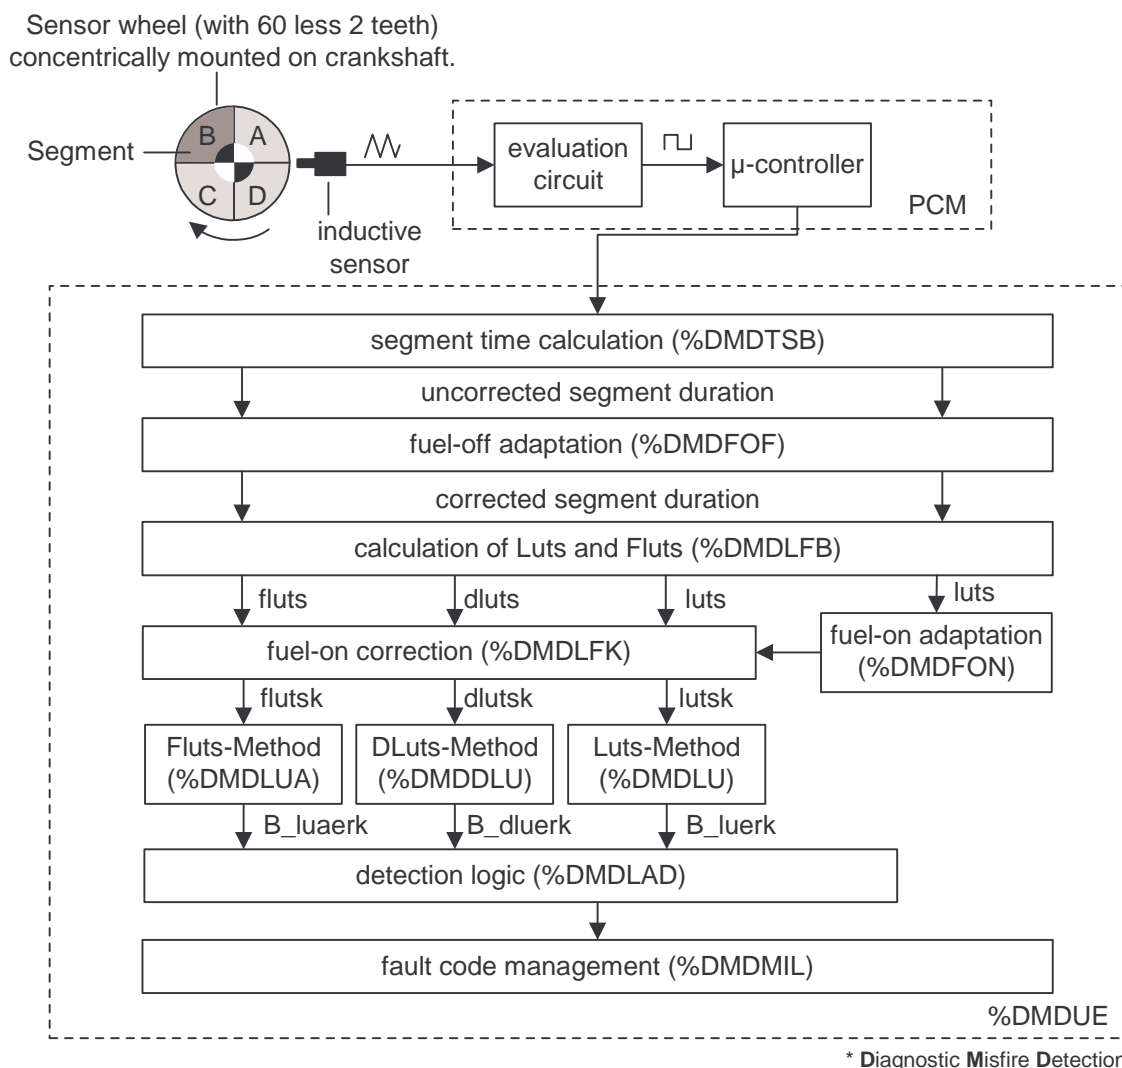 Sensor wheel (with 60 less 2 teeth)
concentrically mounted on crankshaft.
Segment
B
A
C
D
inductive
sensor
evaluation
circuit
µ-controller
PCM
segment time calculation (%DMDTSB)
uncorrected segment duration
fuel-off adaptation (%DMDFOF)
corrected segment duration
calculation of Luts and Fluts (%DMDLFB)
fluts
dluts
luts
luts
fuel-on correction (%DMDLFK)
fuel-on adaptation
(%DMDFON)
flutsk
dlutsk
lutsk
Fluts-Method
(%DMDLUA)
DLuts-Method
(%DMDDLU)
Luts-Method
(%DMDLU)
B_luaerk
B_dluerk
B_luerk
detection logic (%DMDLAD)
fault code management (%DMDMIL)
%DMDUE
* Diagnostic Misfire Detection